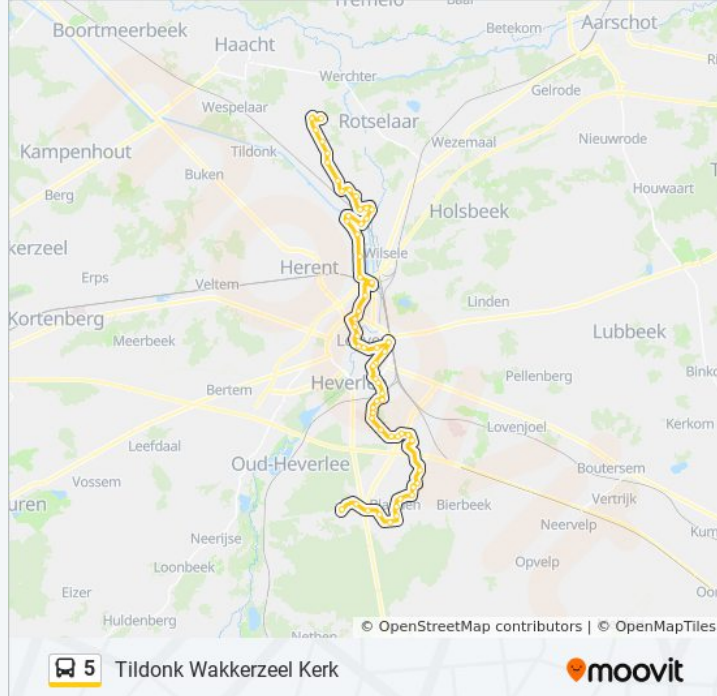 Tremelo
Baal
Boortmeerbeek
Betekom
Aarschot
Haacht
Werchter
Gelrode
Wespelaar
Rotselaar
Wezemaal
Nieuwrode
Kampenhout
Tildonk
Buken
Houwaart
Berg
Holsbeek
kerzeel
Wilsele
Erps
Herent
Veltem
Linden
Kortenberg
Lubbeek
Meerbeek
Pellenberg
Bertem
Heverle
Kerkom
Lovenjoel
Leefdaal
Oud-Heverlee
Boutersem
Vossem
uren
Bierbeek
Vertrijk
Neerijse
Neervelp
Loonbeek
Opvelp
Eizer
Huldenberg
Nethen
© OpenStreetMap contributors | © OpenMapTiles
5 Tildonk Wakkerzeel Kerk
moovit